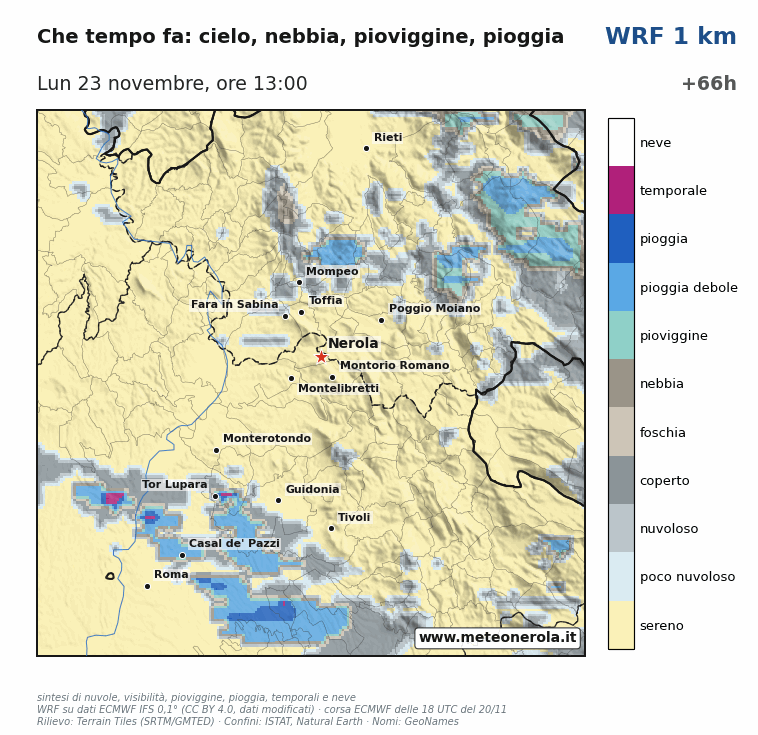 Che tempo fa: cielo, nebbia, pioviggine, pioggia
WRF 1 km
Lun 23 novembre, ore 13:00
+66h
Rieti
Mompeo
Fara in Sabina
Toffia
Poggio Moiano
Nerola
Montorio Romano
Montelibretti
Monterotondo
Tor Lupara
Guidonia
Tivoli
Casal de' Pazzi
Roma
www.meteonerola.it
neve
temporale
pioggia
pioggia debole
pioviggine
nebbia
foschia
coperto
nuvoloso
poco nuvoloso
sereno
sintesi di nuvole, visibilità, pioviggine, pioggia, temporali e neve
WRF su dati ECMWF IFS 0,1° (CC BY 4.0, dati modificati) · corsa ECMWF delle 18 UTC del 20/11
Rilievo: Terrain Tiles (SRTM/GMTED) · Confini: ISTAT, Natural Earth · Nomi: GeoNames